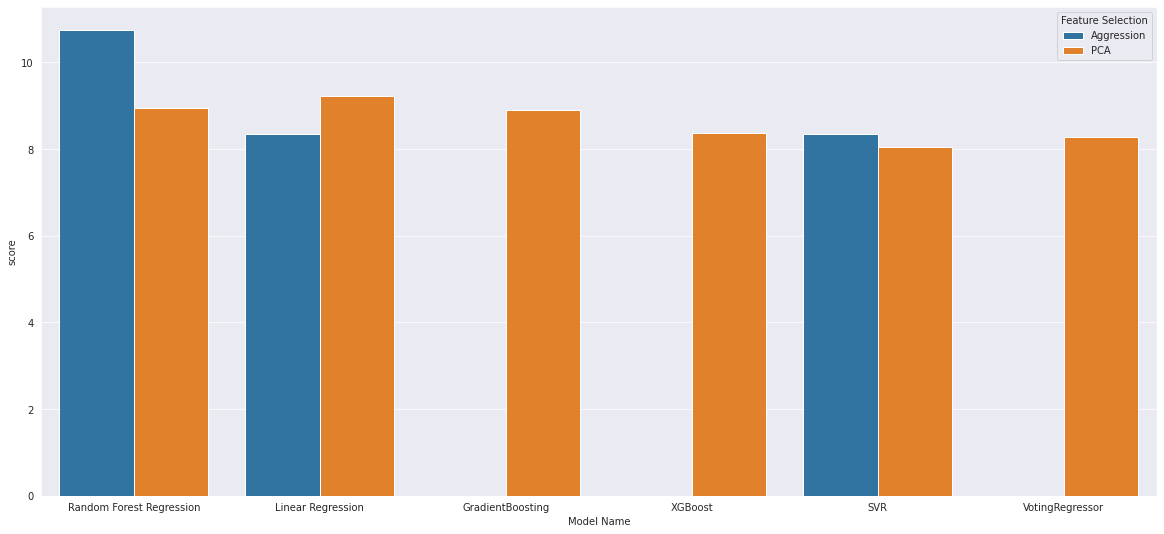 Feature Selection
Aggression
PCA
score
10
8
6
4
2
0
Random Forest Regression
Linear Regression
GradientBoosting
XGBoost
SVR
VotingRegressor
Model Name